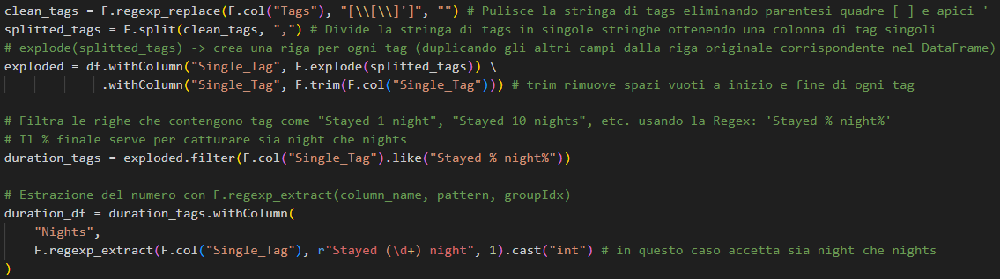 clean_tags = F.regexp_replace(F.col("Tags"), "[\\[\\]']", "") # Pulisce la stringa di tags eliminando parentesi quadre [ ] e apici '
splitted_tags = F.split(clean_tags, ",") # Divide la stringa di tags in singole stringhe ottenendo una colonna di tag singoli
# explode(splitted_tags) -> crea una riga per ogni tag (duplicando gli altri campi dalla riga originale corrispondente nel DataFrame)
exploded = df.withColumn("Single_Tag", F.explode(splitted_tags)) \
             .withColumn("Single_Tag", F.trim(F.col("Single_Tag"))) # trim rimuove spazi vuoti a inizio e fine di ogni tag

# Filtra le righe che contengono tag come "Stayed 1 night", "Stayed 10 nights", etc. usando la Regex: 'Stayed % night%'
# Il % finale serve per catturare sia night che nights
duration_tags = exploded.filter(F.col("Single_Tag").like("Stayed % night%"))

# Estrazione del numero con F.regexp_extract(column_name, pattern, groupIdx)
duration_df = duration_tags.withColumn(
    "Nights",
    F.regexp_extract(F.col("Single_Tag"), r"Stayed (\d+) night", 1).cast("int") # in questo caso accetta sia night che nights
)